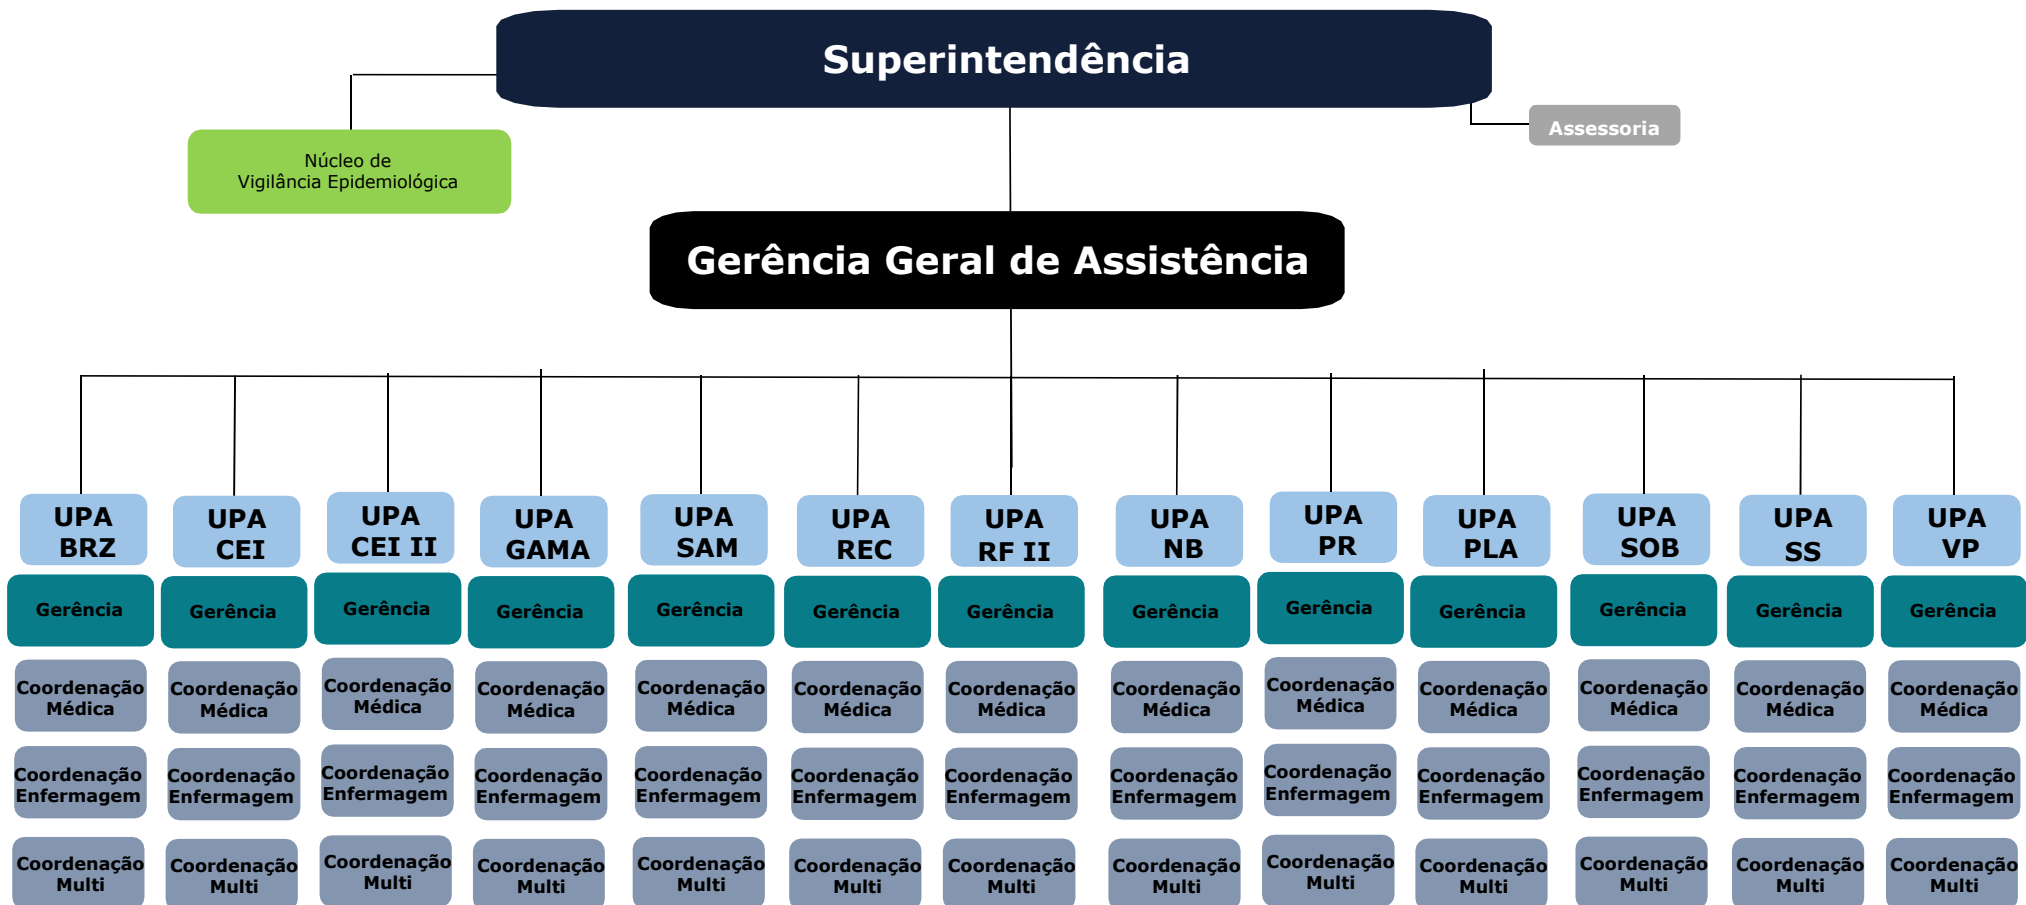 Superintendência
Assessoria
Núcleo de
Vigilância Epidemiológica
Gerência Geral de Assistência
UPA
BRZ
UPA
CEI
UPA
CEI II
UPA
GAMA
UPA
SAM
UPA
REC
UPA
RF II
UPA
NB
UPA
PR
UPA
PLA
UPA
SOB
UPA
SS
UPA
VP
Gerência
Gerência
Gerência
Gerência
Gerência
Gerência
Gerência
Gerência
Gerência
Gerência
Gerência
Gerência
Gerência
Coordenação
Médica
Coordenação
Médica
Coordenação
Médica
Coordenação
Médica
Coordenação
Médica
Coordenação
Médica
Coordenação
Médica
Coordenação
Médica
Coordenação
Médica
Coordenação
Médica
Coordenação
Médica
Coordenação
Médica
Coordenação
Médica
Coordenação
Enfermagem
Coordenação
Enfermagem
Coordenação
Enfermagem
Coordenação
Enfermagem
Coordenação
Enfermagem
Coordenação
Enfermagem
Coordenação
Enfermagem
Coordenação
Enfermagem
Coordenação
Enfermagem
Coordenação
Enfermagem
Coordenação
Enfermagem
Coordenação
Enfermagem
Coordenação
Enfermagem
Coordenação
Multi
Coordenação
Multi
Coordenação
Multi
Coordenação
Multi
Coordenação
Multi
Coordenação
Multi
Coordenação
Multi
Coordenação
Multi
Coordenação
Multi
Coordenação
Multi
Coordenação
Multi
Coordenação
Multi
Coordenação
Multi